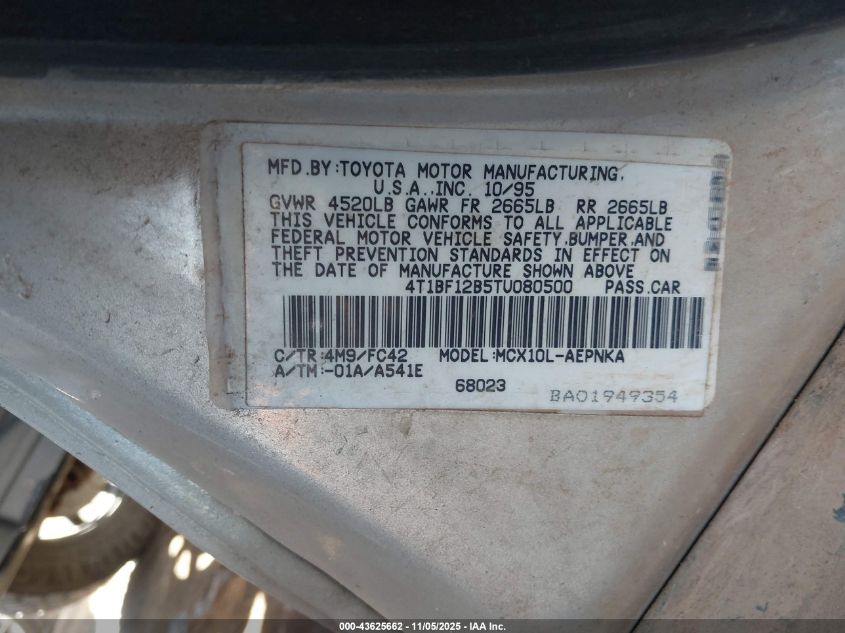 MFD.BY:TOYOTA MOTOR MANUFACTURING,
U.S.A.,INC. 10/95
GVWR 4520LB GAWR FR 2665LB RR 2665LB
THIS VEHICLE CONFORMS TO ALL APPLICABLE
FEDERAL MOTOR VEHICLE SAFETY,BUMPER,AND
THEFT PREVENTION STANDARDS IN EFFECT ON
THE DATE OF MANUFACTURE SHOWN ABOVE
4T1BF12B5TU080500 PASS.CAR
C/TR:4M9/FC42 MODEL:MCX10L-AEPNKA
A/TM:-01A/A541E
68023
BA01949354
000-43625662 - 11/05/2025 - IAA Inc.